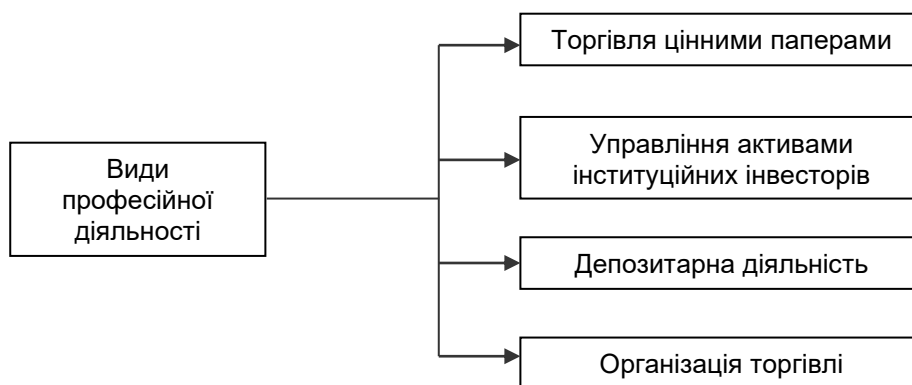 Види
професійної
діяльності
Торгівля цінними паперами
Управління активами
інституційних інвесторів
Депозитарна діяльність
Організація торгівлі